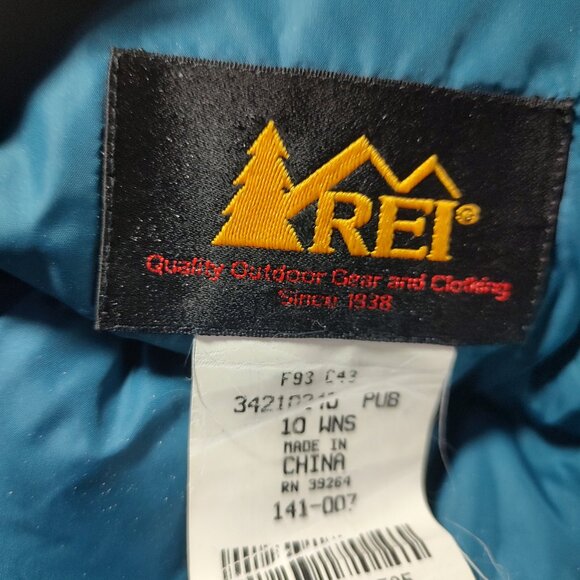 REI®
Quality Outdoor Gear and Clothing
Since 1938
F93 C43
PUB
10 WNS
MADE IN
CHINA
RN 39264
141-007